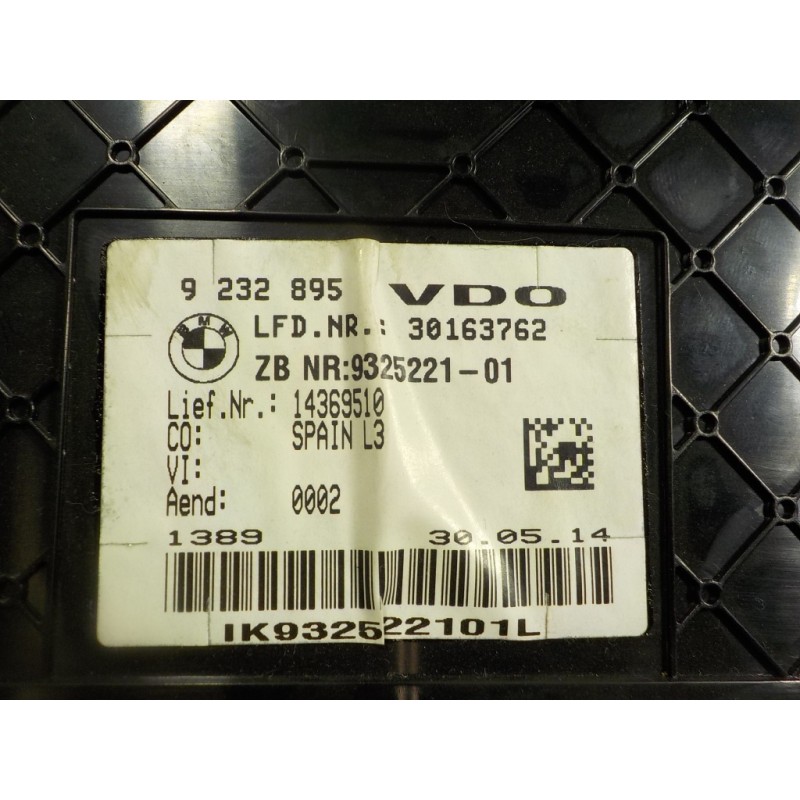 9 232 895 VDO
BMW
LFD.NR.: 30163762
ZB NR:9325221-01
Lief.Nr.: 14369510
CO: SPAIN L3
VI:
Aend: 0002
1389 30.05.14
IK932522101L